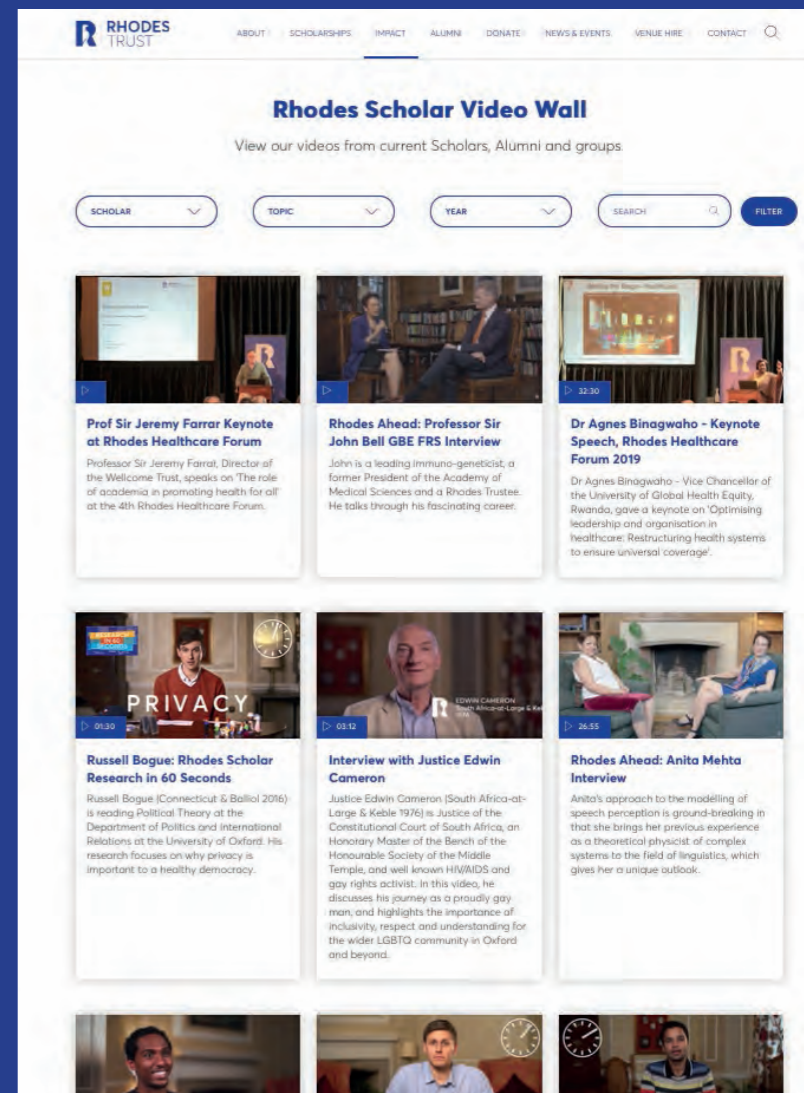 RHODES
TRUST
ABOUT
SCHOLARSHIPS
IMPACT
ALUMNI
DONATE
NEWS & EVENTS
VENUE HIRE
CONTACT
Rhodes Scholar Video Wall
View our videos from current Scholars, Alumni and groups
SCHOLAR
TOPIC
YEAR
SEARCH
FILTER
32:30
Prof Sir Jeremy Farrar Keynote
at Rhodes Healthcare Forum
Professor Sir Jeremy Farrar, Director of
the Wellcome Trust, speaks on 'The role
of academia in promoting health for all'
at the 4th Rhodes Healthcare Forum.
Rhodes Ahead: Professor Sir
John Bell GBE FRS Interview
John is a leading immuno-geneticist, a
former President of the Academy of
Medical Sciences and a Rhodes Trustee.
He talks through his fascinating career.
Dr Agnes Binagwaho - Keynote
Speech, Rhodes Healthcare
Forum 2019
Dr Agnes Binagwaho - Vice Chancellor of
the University of Global Health Equity,
Rwanda, gave a keynote on 'Optimising
leadership and organisation in
healthcare: Restructuring health systems
to ensure universal coverage'.
RESEARCH
IN 60
SECONDS
PRIVACY
01:30
EDWIN CAMERON
South Africa-at-Large & Keb
1976
03:12
26:55
Russell Bogue: Rhodes Scholar
Research in 60 Seconds
Russell Bogue (Connecticut & Balliol 2016)
is reading Political Theory at the
Department of Politics and International
Relations at the University of Oxford. His
research focuses on why privacy is
important to a healthy democracy.
Interview with Justice Edwin
Cameron
Justice Edwin Cameron (South Africa-at-
Large & Keble 1976) is Justice of the
Constitutional Court of South Africa, an
Honorary Master of the Bench of the
Honourable Society of the Middle
Temple, and well known HIV/AIDS and
gay rights activist. In this video, he
discusses his journey as a proudly gay
man, and highlights the importance of
inclusivity, respect and understanding for
the wider LGBTQ community in Oxford
and beyond.
Rhodes Ahead: Anita Mehta
Interview
Anita's approach to the modelling of
speech perception is ground-breaking in
that she brings her previous experience
as a theoretical physicist of complex
systems to the field of linguistics, which
gives her a unique outlook.